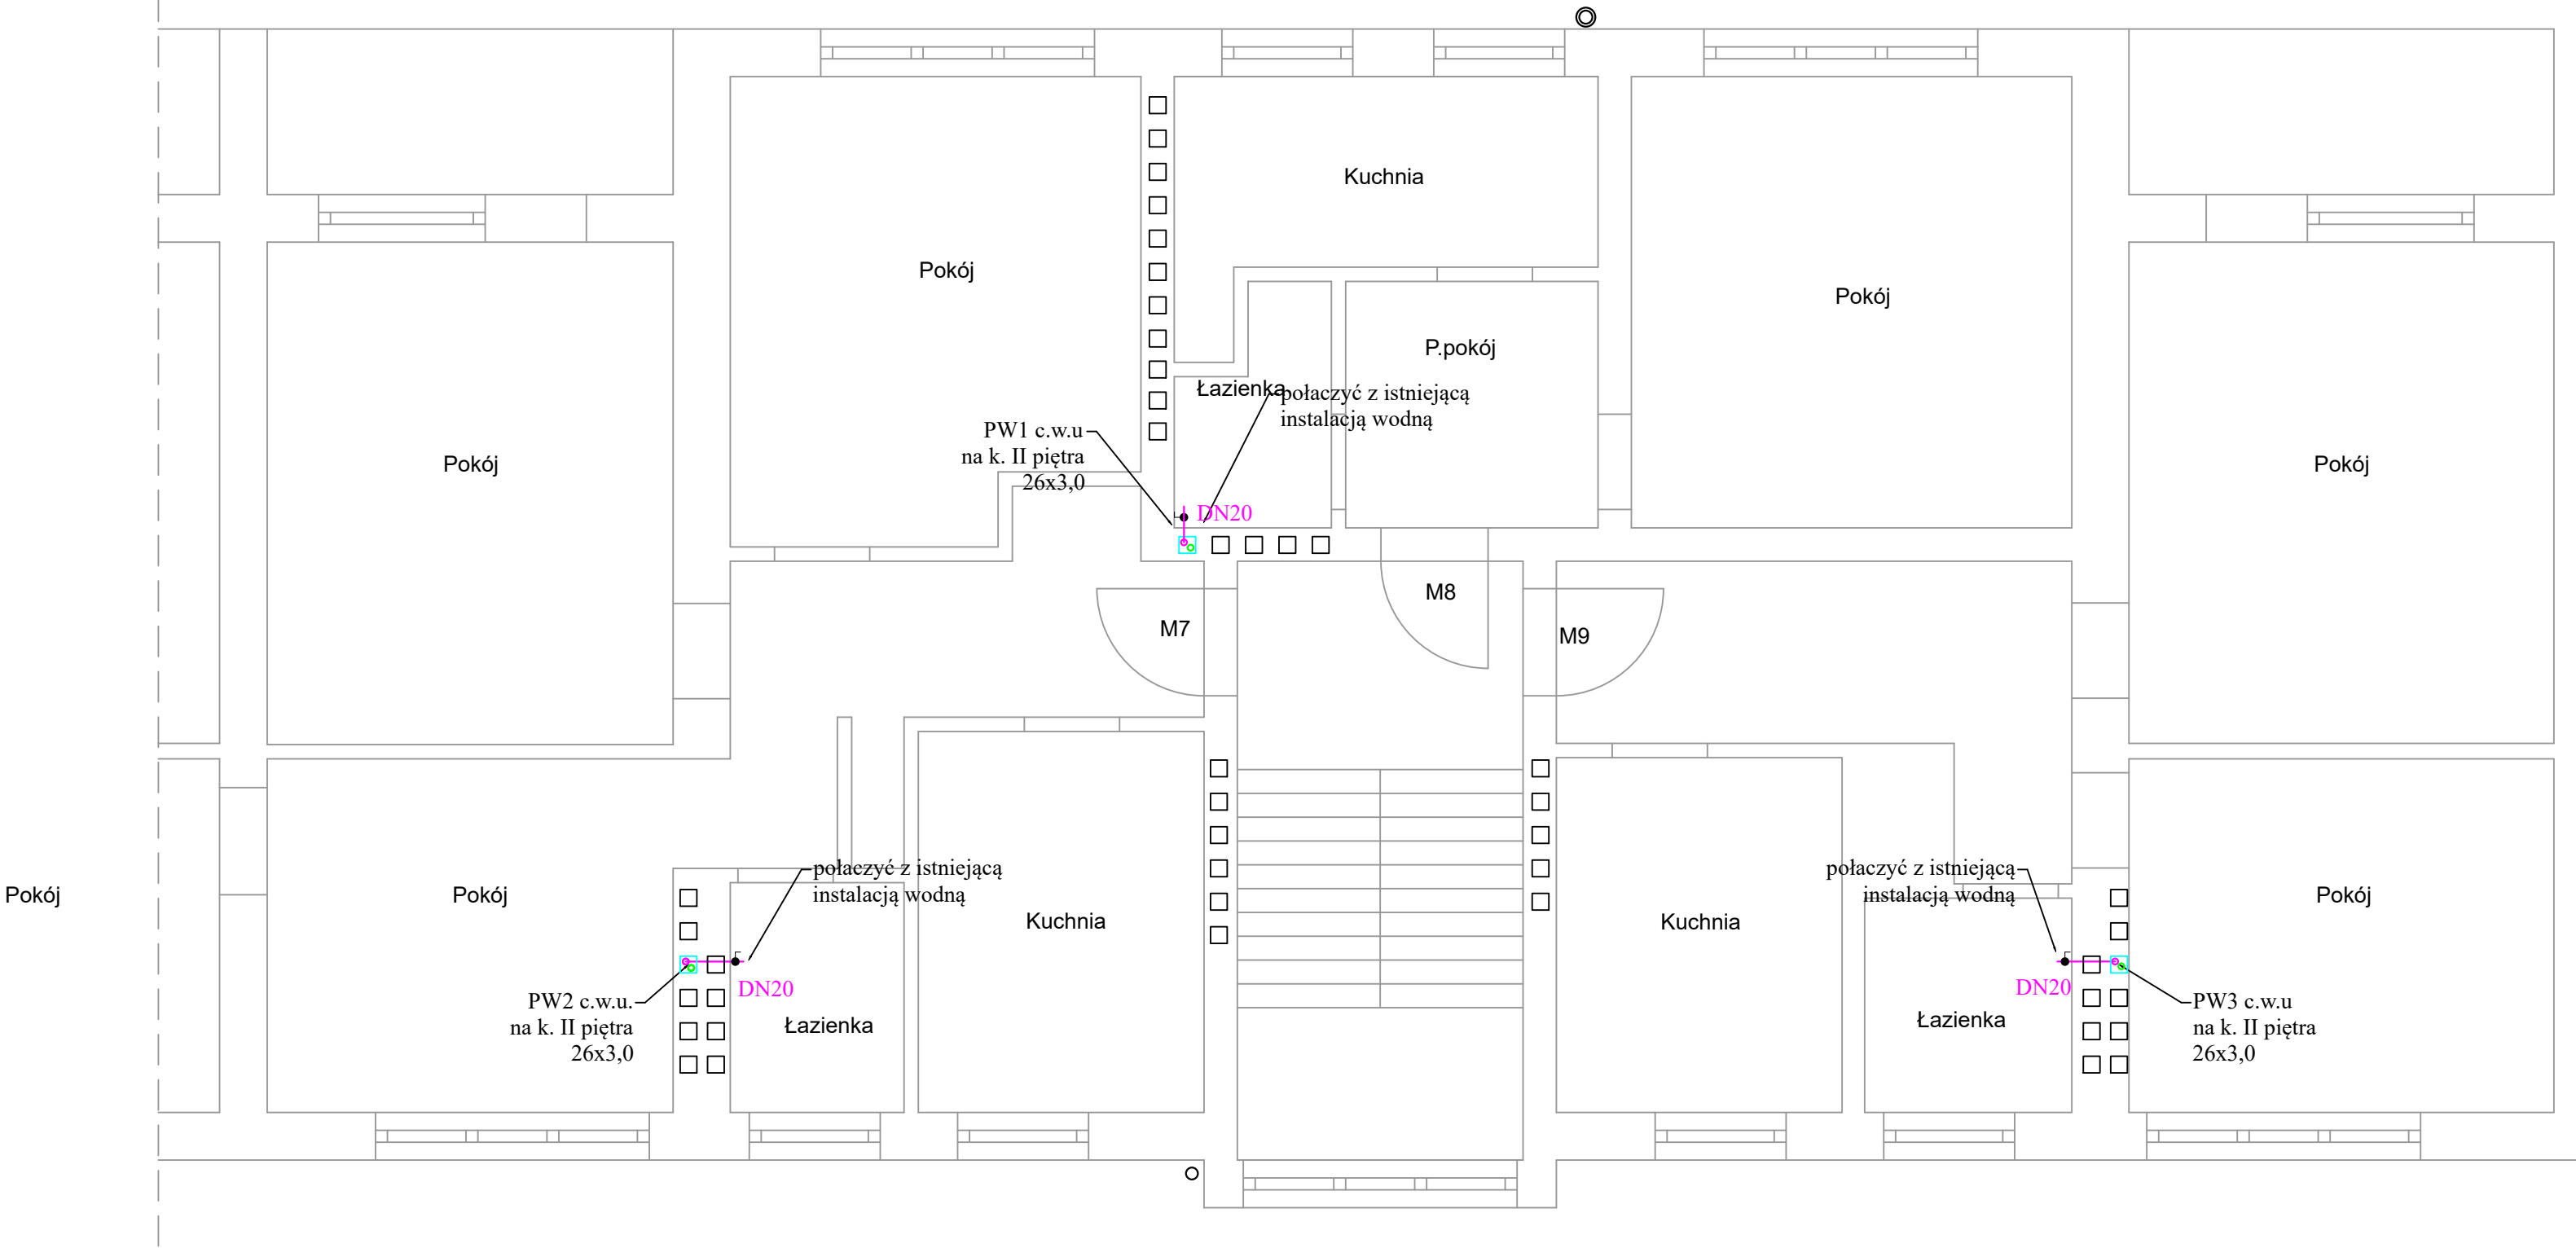 Kuchnia
Pokój
Pokój
P.pokój
Łazienka
połaczyć z istniejącą
instalacją wodną
PW1 c.w.u
na k. II piętra
26x3,0
Pokój
Pokój
DN20
M8
M7
M9
połaczyć z istniejącą
instalacją wodną
połaczyć z istniejącą
instalacją wodną
Pokój
Pokój
Kuchnia
Kuchnia
Pokój
DN20
DN20
PW2 c.w.u.
na k. II piętra
26x3,0
Łazienka
Łazienka
PW3 c.w.u
na k. II piętra
26x3,0